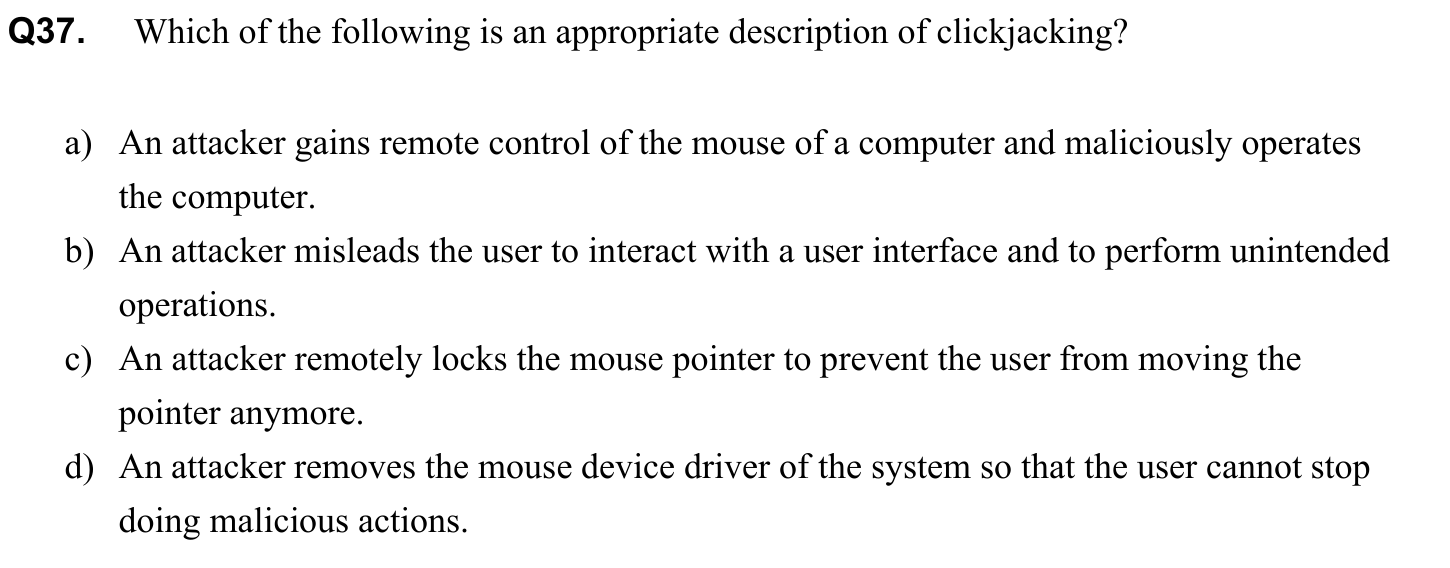 Q37. Which of the following is an appropriate description of clickjacking?
a) An attacker gains remote control of the mouse of a computer and maliciously operates
the computer.
b) An attacker misleads the user to interact with a user interface and to perform unintended
operations.
c) An attacker remotely locks the mouse pointer to prevent the user from moving the
pointer anymore.
d) An attacker removes the mouse device driver of the system so that the user cannot stop
doing malicious actions.